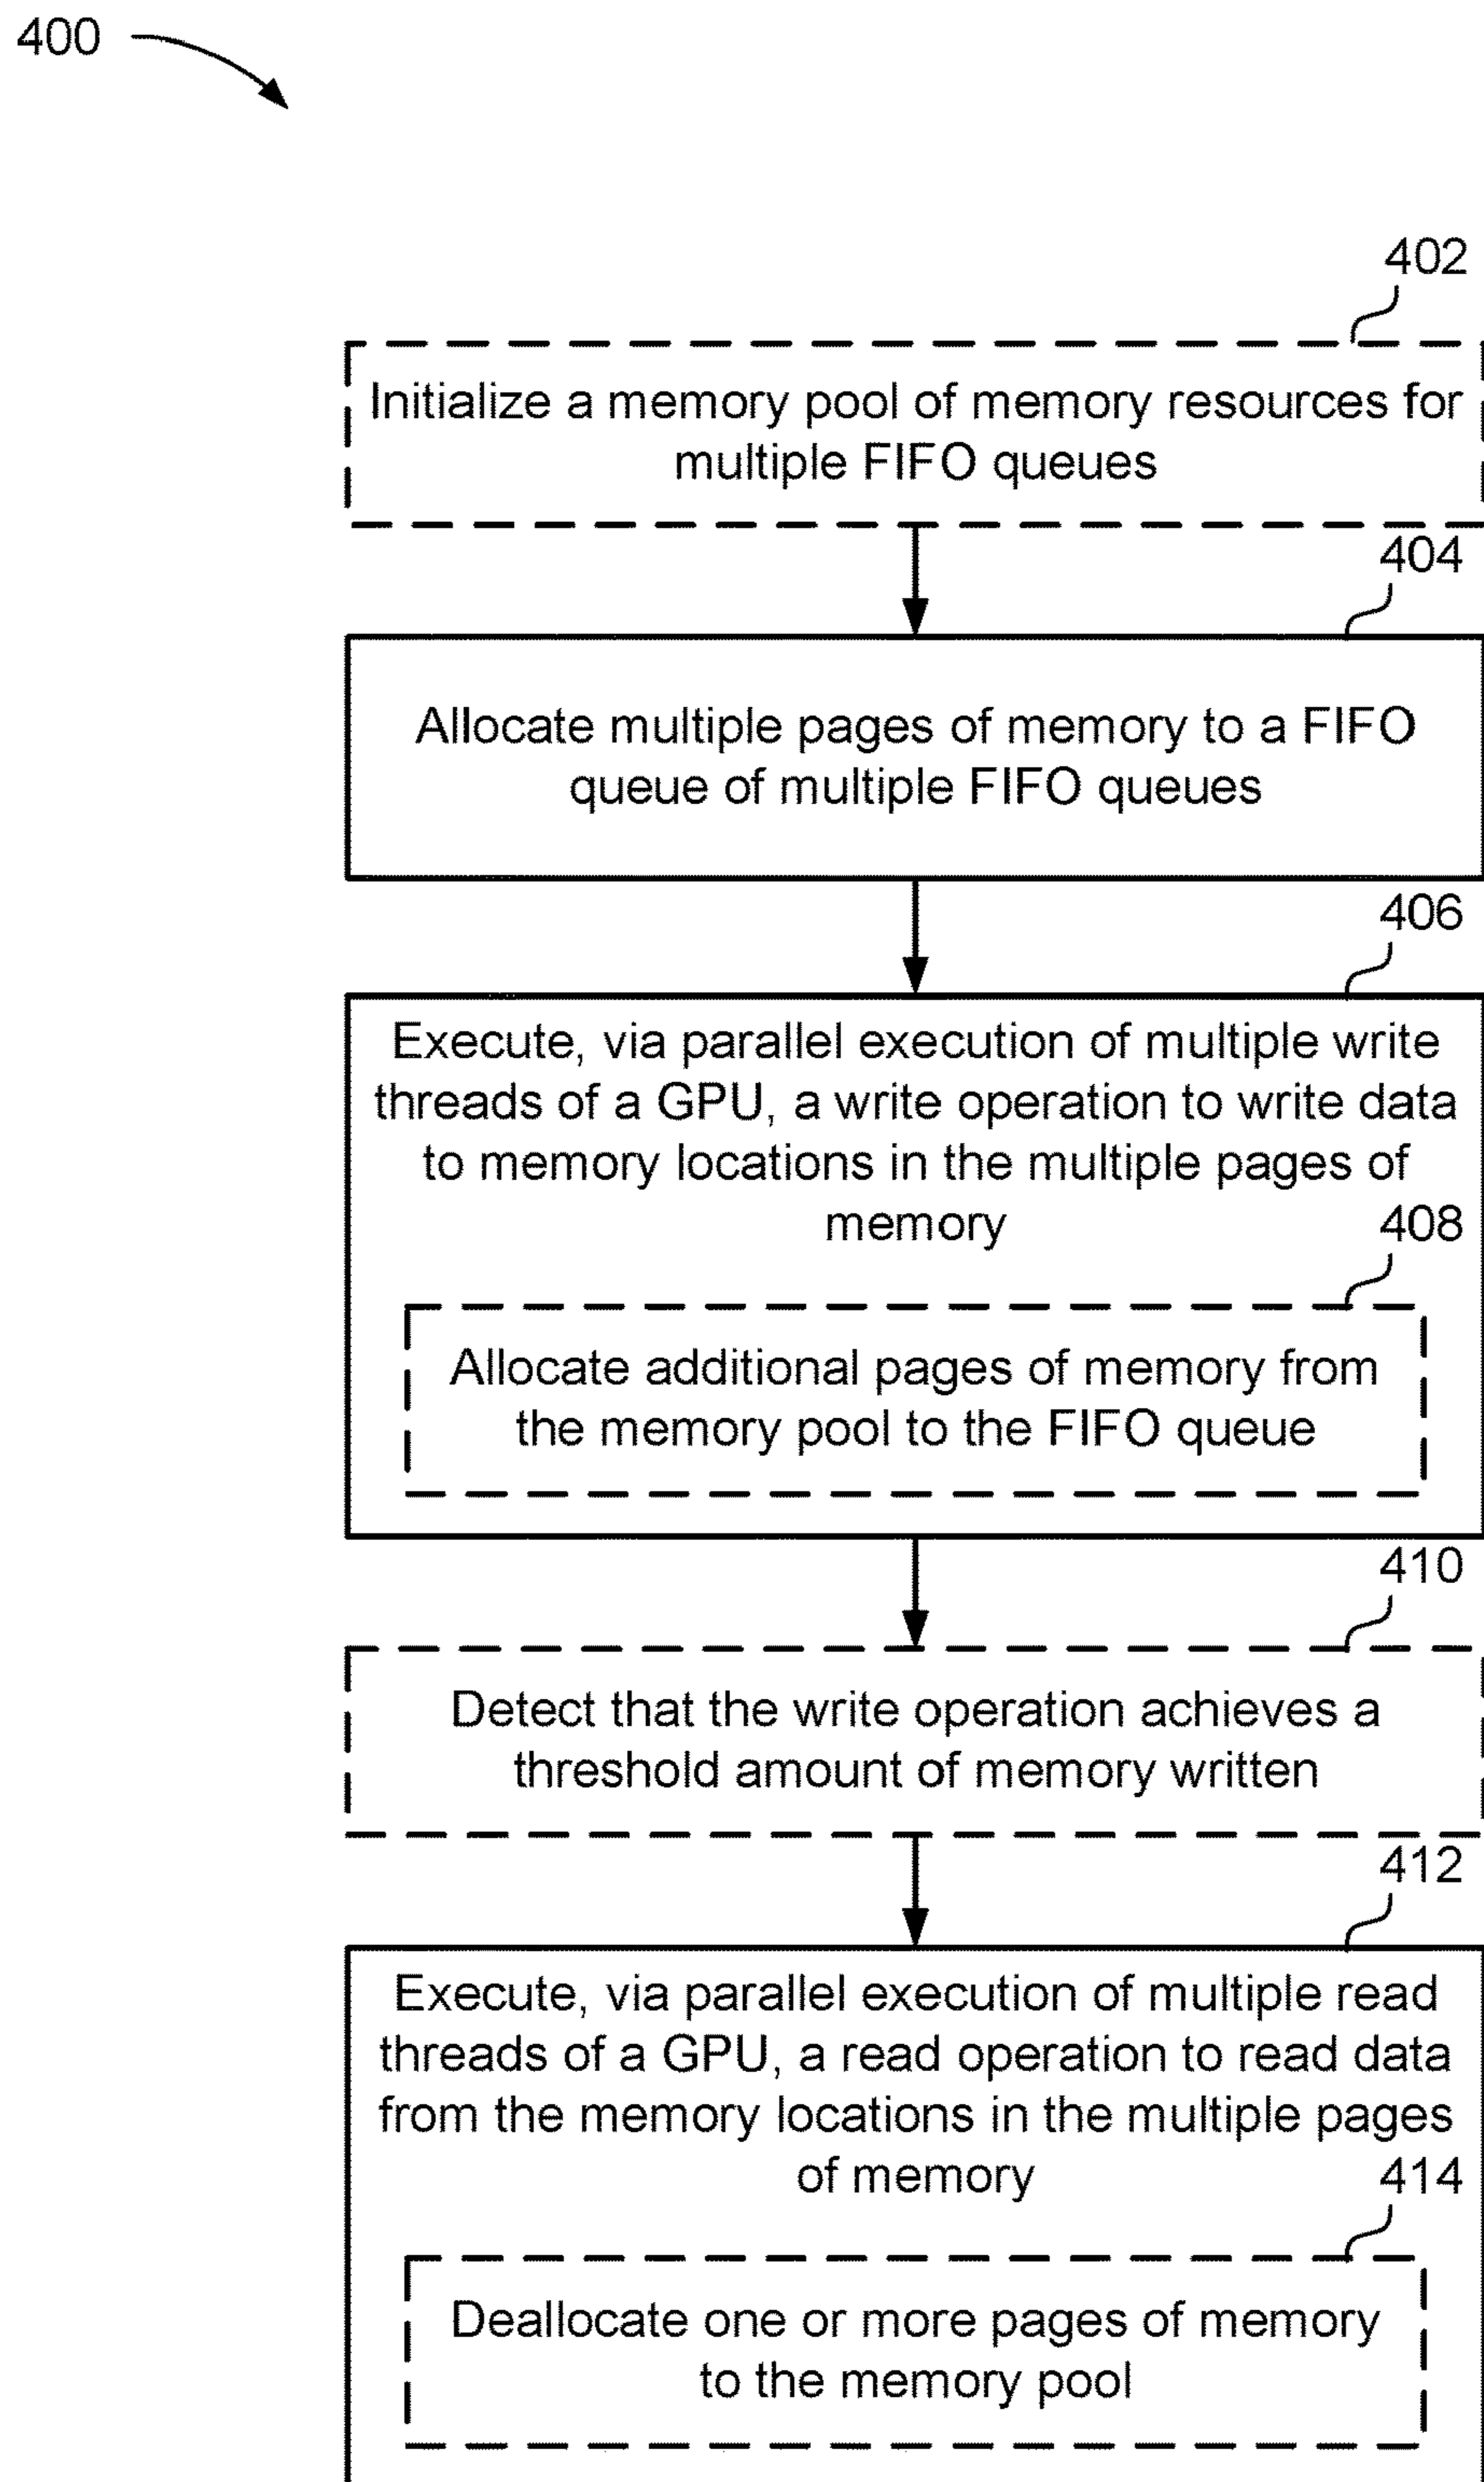 400
402
Initialize a memory pool of memory resources for
multiple FIFO queues
404
Allocate multiple pages of memory to a FIFO
queue of multiple FIFO queues
406
Execute, via parallel execution of multiple write
threads of a GPU, a write operation to write data
to memory locations in the multiple pages of
memory
408
Allocate additional pages of memory from
the memory pool to the FIFO queue
410
Detect that the write operation achieves a
threshold amount of memory written
412
Execute, via parallel execution of multiple read
threads of a GPU, a read operation to read data
from the memory locations in the multiple pages
of memory
414
Deallocate one or more pages of memory
to the memory pool